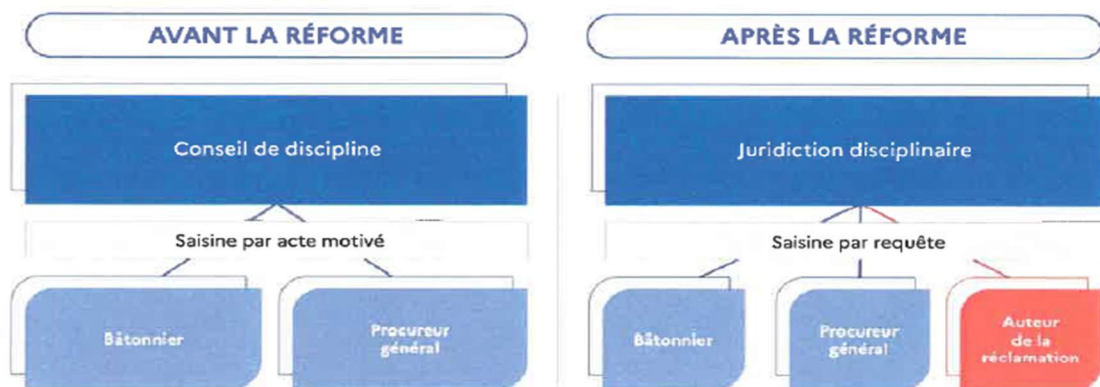 AVANT LA RÉFORME
Conseil de discipline
Saisine par acte motivé
Bâtonnier
Procureur
général
APRÈS LA RÉFORME
Juridiction disciplinaire
Saisine par requête
Bâtonnier
Procureur
général
Auteur
de la
réclamation